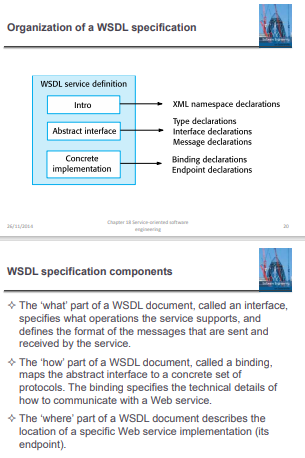 Organization of a WSDL specification
WSDL service definition
Intro
XML namespace declarations
Abstract interface
Type declarations
Interface declarations
Message declarations
Concrete
implementation
Binding declarations
Endpoint declarations
26/11/2014
Chapter 18 Service-oriented software
engineering
20
WSDL specification components
✧ The ‘what’ part of a WSDL document, called an interface,
specifies what operations the service supports, and
defines the format of the messages that are sent and
received by the service.
✧ The ‘how’ part of a WSDL document, called a binding,
maps the abstract interface to a concrete set of
protocols. The binding specifies the technical details of
how to communicate with a Web service.
✧ The ‘where’ part of a WSDL document describes the
location of a specific Web service implementation (its
endpoint).